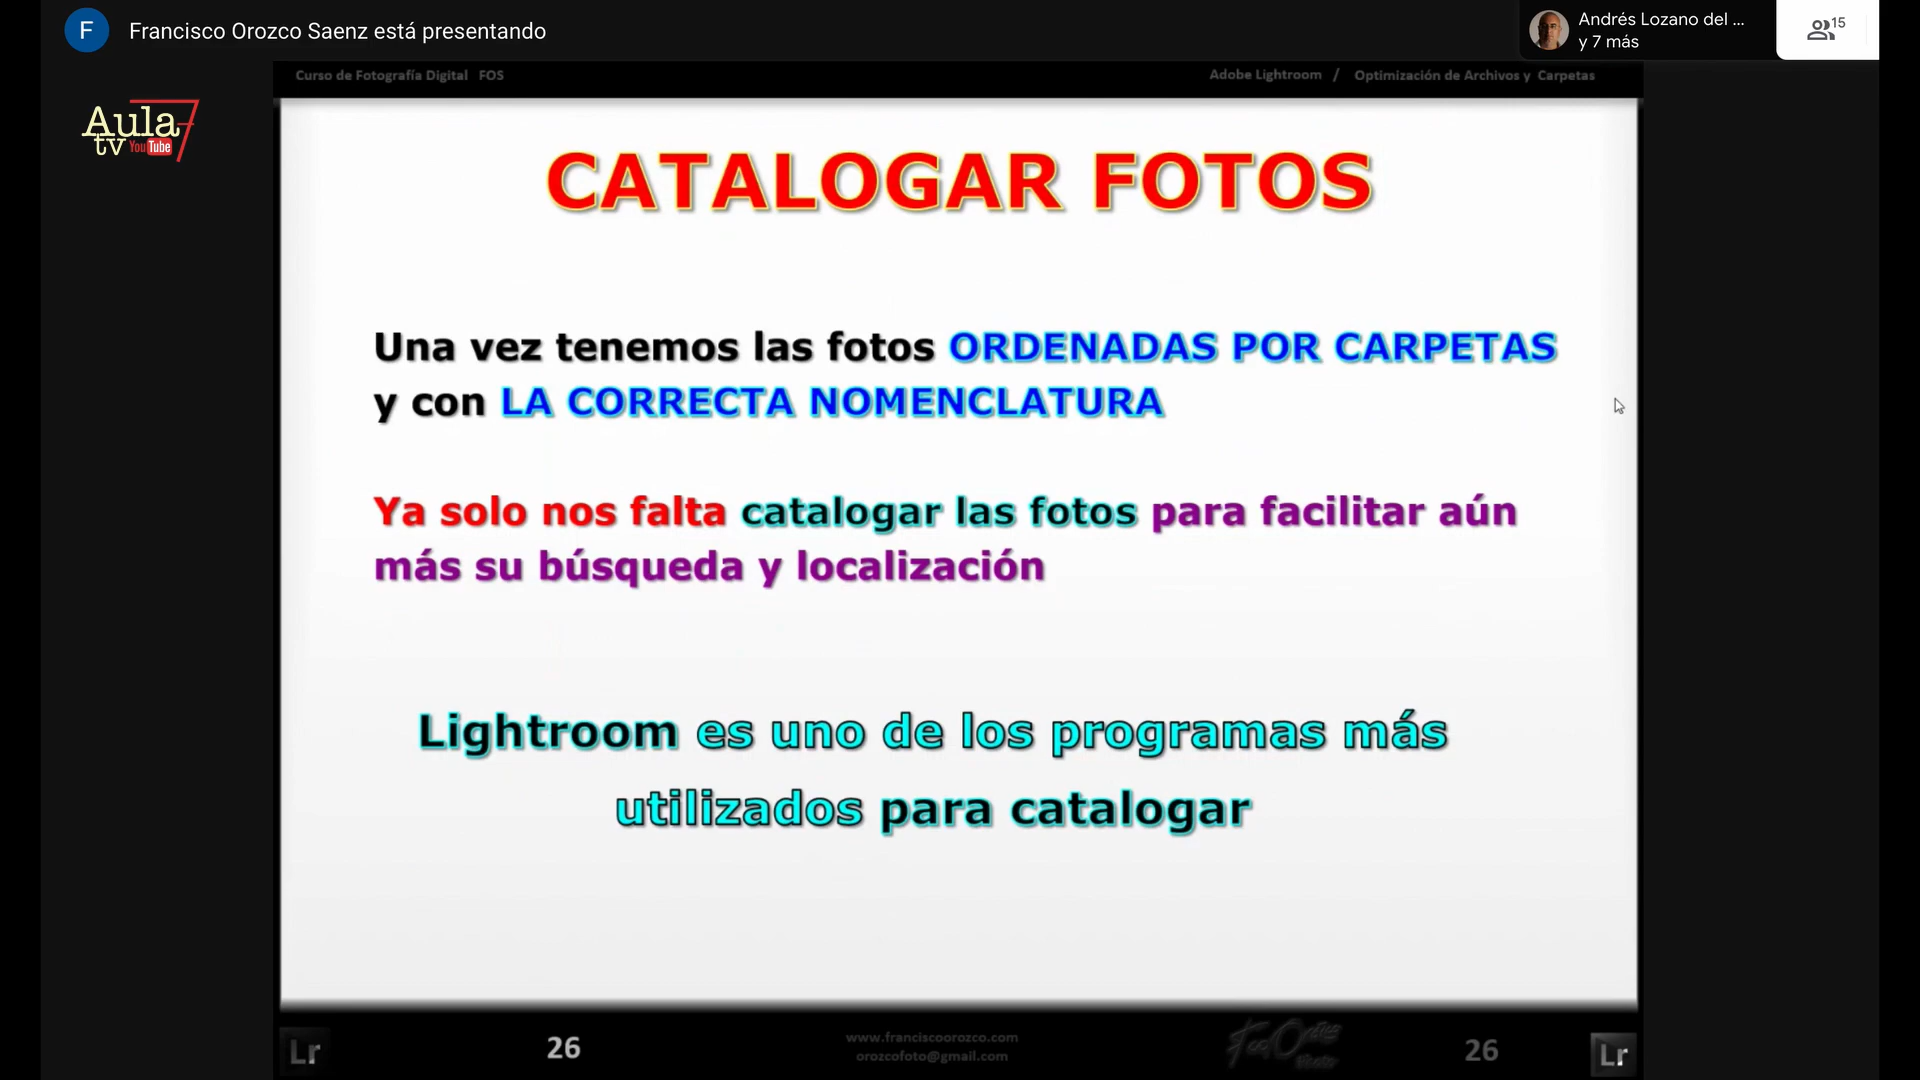 F Francisco Orozco Saenz está presentando
Andrés Lozano del ...
y 7 más
15
Curso de Fotografía Digital FOS
Adobe Lightroom / Optimización de Archivos y Carpetas
Aula 7
tv YouTube
CATALOGAR FOTOS
Una vez tenemos las fotos ORDENADAS POR CARPETAS
y con LA CORRECTA NOMENCLATURA
Ya solo nos falta catalogar las fotos para facilitar aún
más su búsqueda y localización
Lightroom es uno de los programas más
utilizados para catalogar
Lr
26
www.franciscoorozco.com
orozcofoto@gmail.com
26
Lr